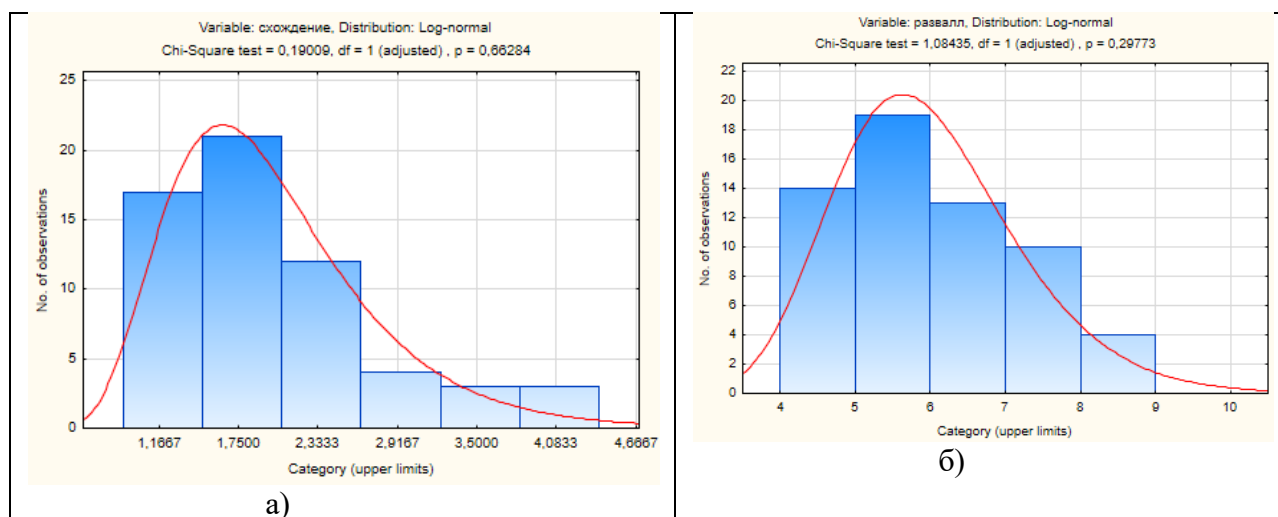 Variable: схождение, Distribution: Log-normal
Chi-Square test = 0,19009, df = 1 (adjusted) , p = 0,66284
25
20
15
10
5
0
No. of observations
1,1667 1,7500 2,3333 2,9167 3,5000 4,0833 4,6667
Category (upper limits)
а)
Variable: развалл, Distribution: Log-normal
Chi-Square test = 1,08435, df = 1 (adjusted) , p = 0,29773
22
20
18
16
14
12
10
8
6
4
2
0
No. of observations
4 5 6 7 8 9 10
Category (upper limits)
б)